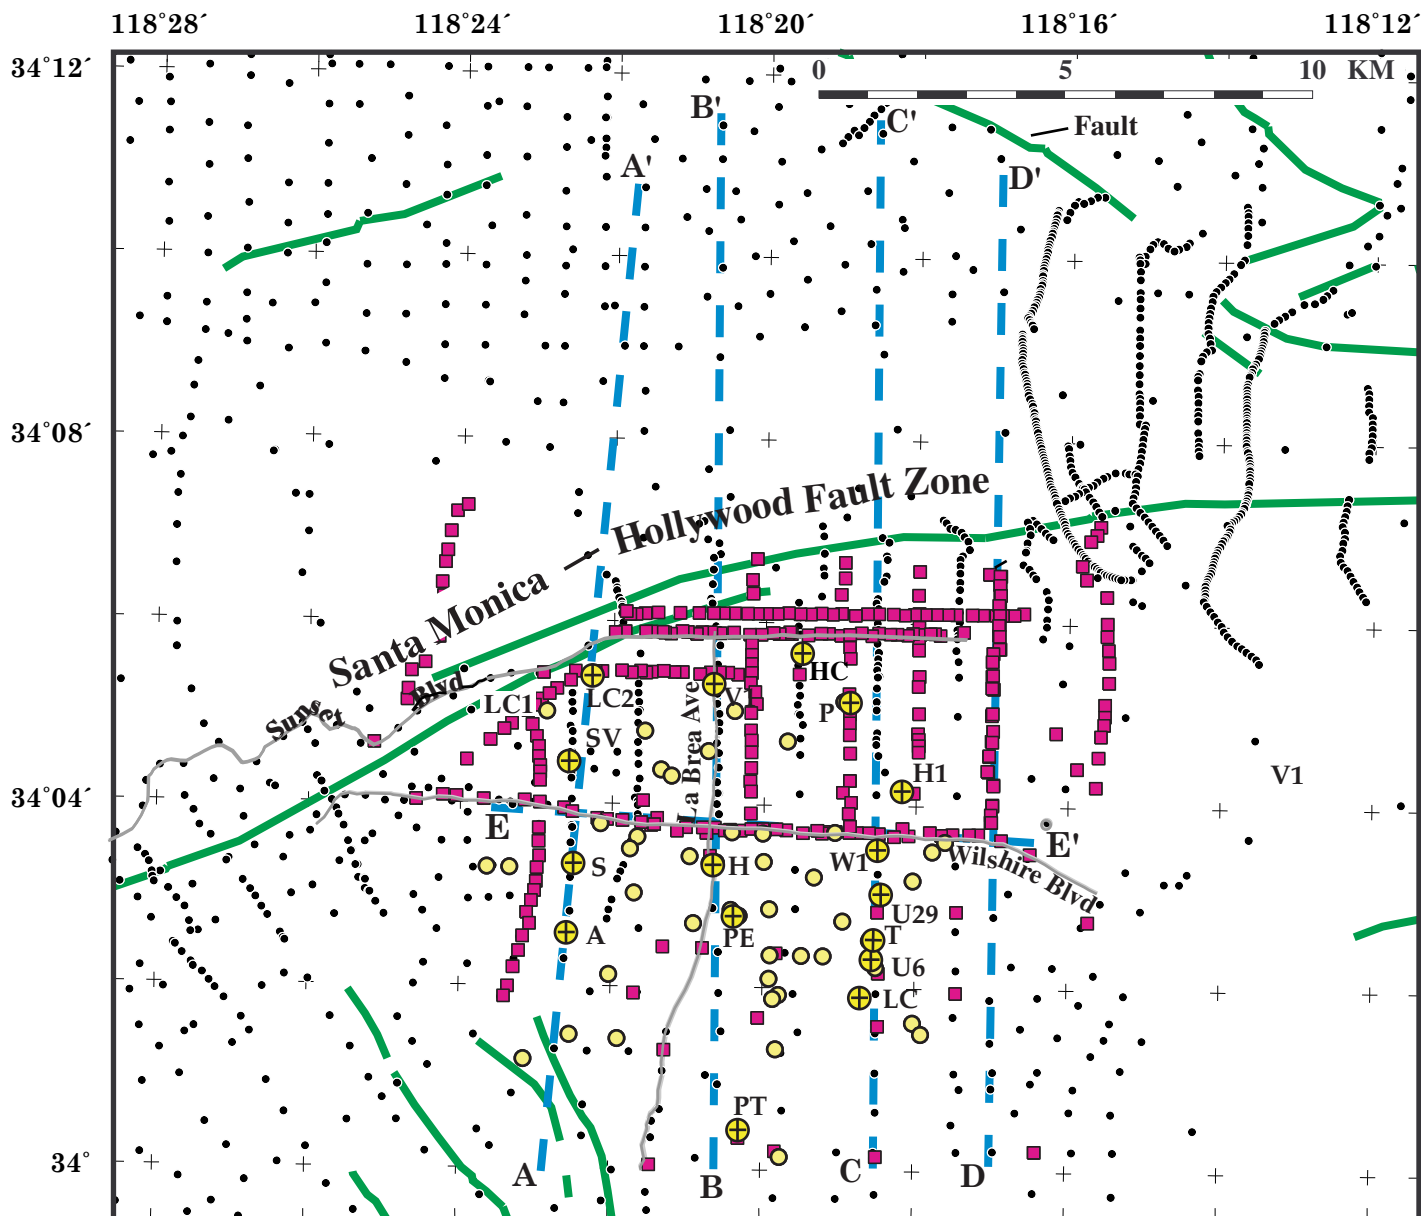 118°28´ 118°24´ 118°20´ 118°16´ 118°12´
34°12´
0 5 10 KM
B'
C'
Fault
A'
D'
34°08´
Santa Monica — Hollywood Fault Zone
HC
LC1 LC2 V1
Blvd
P
La Brea Ave
SV
H1
V1
34°04´
E
E'
Wilshire Blvd
W1
S
H
U29
A
PE
T
U6
LC
PT
34°
A
B
C
D